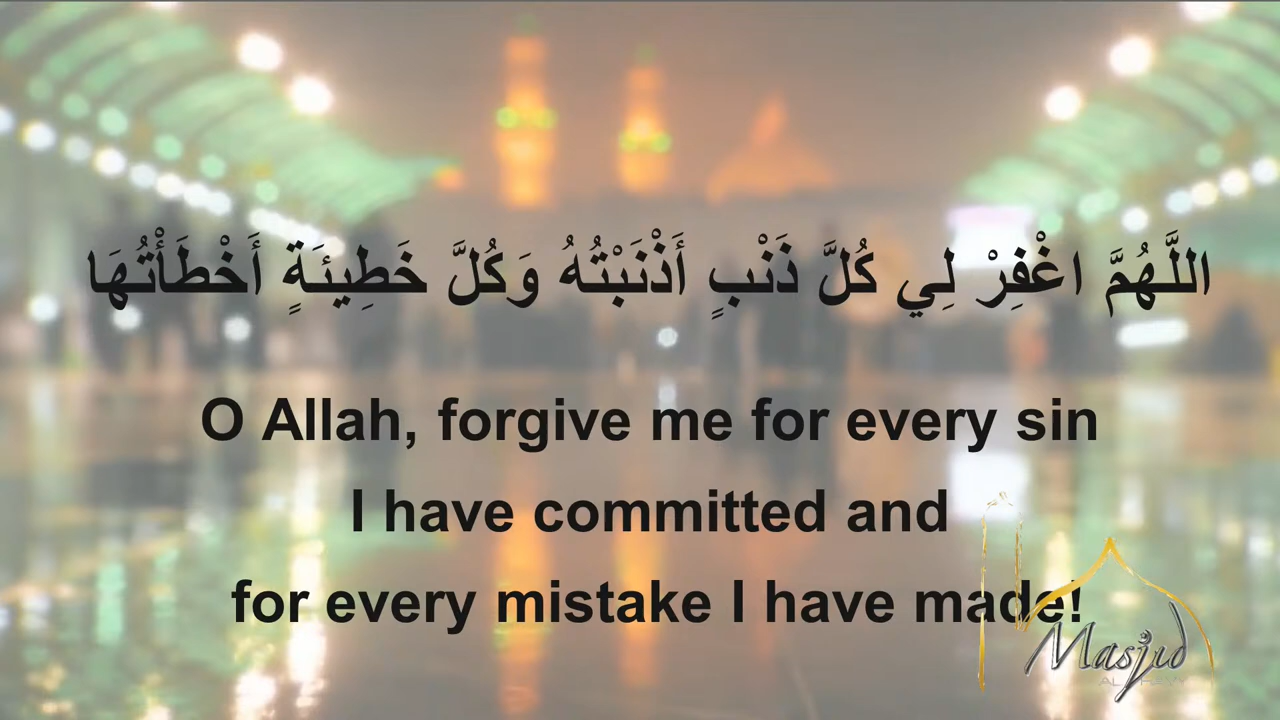 اللَّهُمَّ اغْفِرْ لِي كُلَّ ذَنْبٍ أَذْنَبْتُهُ وَكُلَّ خَطِيئَةٍ أَخْطَأْتُهَا
O Allah, forgive me for every sin
I have committed and
for every mistake I have made!
Masjid